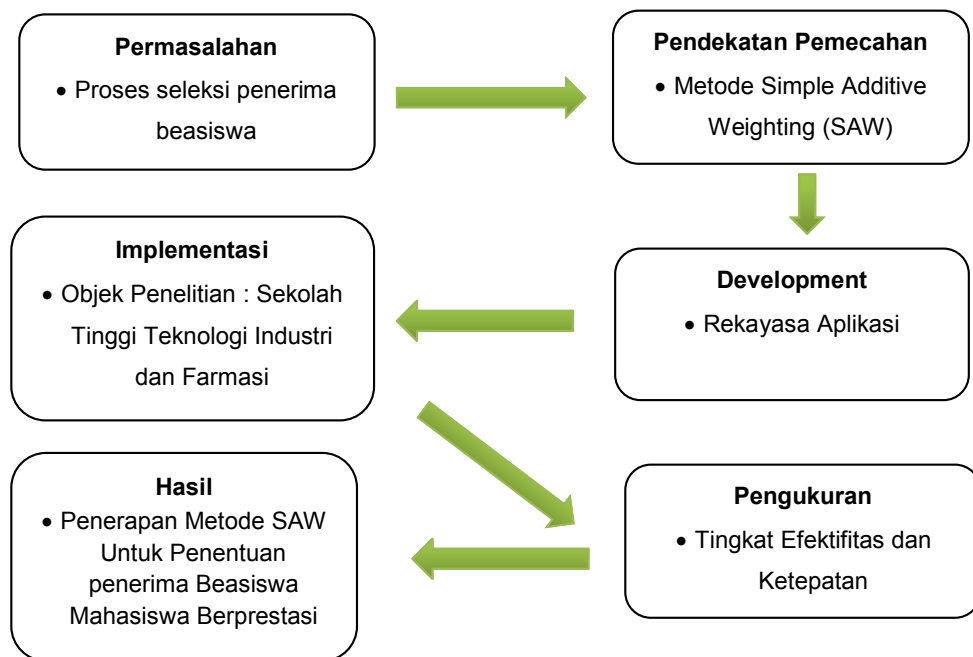 Permasalahan
• Proses seleksi penerima
beasiswa
Pendekatan Pemecahan
• Metode Simple Additive
Weighting (SAW)
Development
• Rekayasa Aplikasi
Implementasi
• Objek Penelitian : Sekolah
Tinggi Teknologi Industri
dan Farmasi
Pengukuran
• Tingkat Efektifitas dan
Ketepatan
Hasil
• Penerapan Metode SAW
Untuk Penentuan
penerima Beasiswa
Mahasiswa Berprestasi